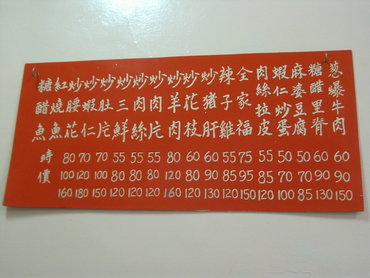 葱爆牛肉
糖醋里脊
麻婆豆腐
蝦仁炒蛋
肉絲拉皮
全家福
辣子雞
炒猪肝
炒花枝
炒羊肉
炒肉片
炒肉絲
炒三鮮
炒肚片
炒蝦仁
炒腰花
紅燒魚
糖醋魚
時價
80 70 70 55 55 55 80 60 60 55 75 55 50 50 60 60
100 120 100 80 80 80 120 80 90 85 95 85 70 70 90 90
160 180 150 120 120 120 160 120 130 120 120 100 85 130 150